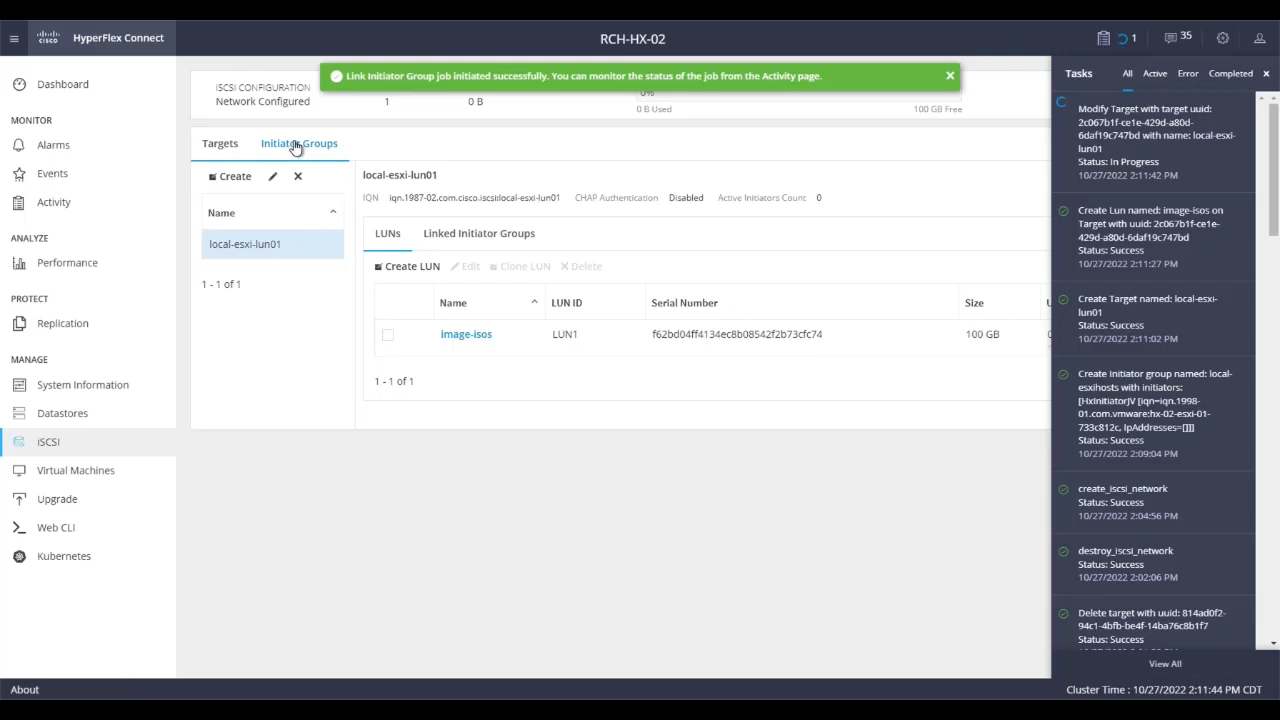 CISCO HyperFlex Connect
RCH-HX-02
1
35
Dashboard
MONITOR
Alarms
Events
Activity
ANALYZE
Performance
PROTECT
Replication
MANAGE
System Information
Datastores
iSCSI
Virtual Machines
Upgrade
Web CLI
Kubernetes
About
Link Initiator Group job initiated successfully. You can monitor the status of the job from the Activity page.
iSCSI CONFIGURATION
Network Configured 1 0 B
0%
0 B Used 100 GB Free
Targets Initiator Groups
Create
Name
local-esxi-lun01
1 - 1 of 1
local-esxi-lun01
IQN iqn.1987-02.com.cisco.iscsi:local-esxi-lun01 CHAP Authentication Disabled Active Initiators Count 0
LUNs Linked Initiator Groups
Create LUN Edit Clone LUN Delete
Name LUN ID Serial Number Size
image-isos LUN1 f62bd04ff4134ec8b08542f2b73cfc74 100 GB
1 - 1 of 1
Tasks All Active Error Completed
Modify Target with target uuid:
2c067b1f-ce1e-429d-a80d-
6daf19c747bd with name: local-esxi-
lun01
Status: In Progress
10/27/2022 2:11:42 PM
Create Lun named: image-isos on
Target with uuid: 2c067b1f-ce1e-
429d-a80d-6daf19c747bd
Status: Success
10/27/2022 2:11:27 PM
Create Target named: local-esxi-
lun01
Status: Success
10/27/2022 2:11:02 PM
Create Initiator group named: local-
esxihosts with initiators:
[HxInitiatorJV [iqn=iqn.1998-
01.com.vmware:hx-02-esxi-01-
733c812c, IpAddresses=[]]]
Status: Success
10/27/2022 2:09:04 PM
create_iscsi_network
Status: Success
10/27/2022 2:04:56 PM
destroy_iscsi_network
Status: Success
10/27/2022 2:02:06 PM
Delete target with uuid: 814ad0f2-
94c1-4bfb-be4f-14ba76c8b1f7
Status: Success
View All
Cluster Time : 10/27/2022 2:11:44 PM CDT